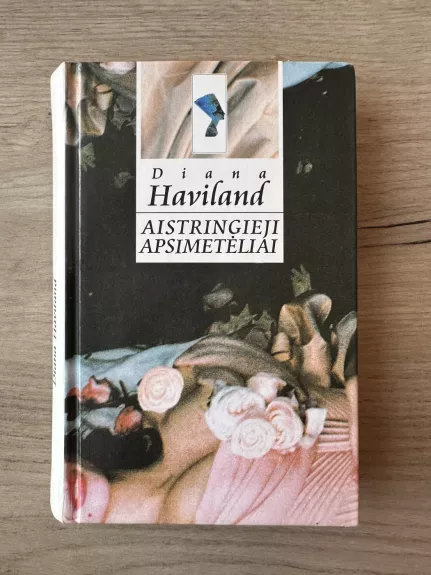 Diana
Haviland
AISTRINGIEJI
APSIMETĖLIAI
Diana Haviland